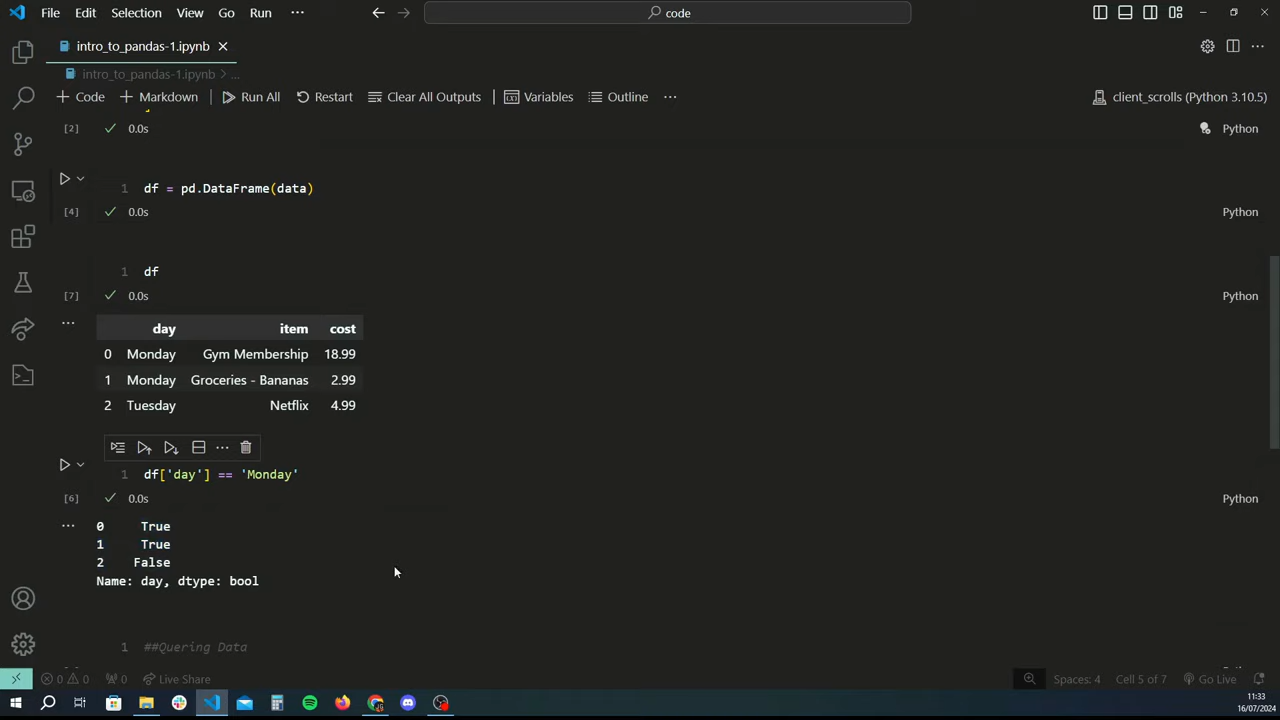 File Edit Selection View Go Run ··· code
intro_to_pandas-1.ipynb
intro_to_pandas-1.ipynb > ...
Code Markdown Run All Restart Clear All Outputs Variables Outline ··· client_scrolls (Python 3.10.5)
[2] 0.0s Python
1 df = pd.DataFrame(data)
[4] 0.0s Python
1 df
[7] 0.0s Python
day item cost
0 Monday Gym Membership 18.99
1 Monday Groceries - Bananas 2.99
2 Tuesday Netflix 4.99
1 df['day'] == 'Monday'
[6] 0.0s Python
0 True
1 True
2 False
Name: day, dtype: bool
1 ##Quering Data
0 0 0 Live Share Spaces: 4 Cell 5 of 7 Go Live
11:33
16/07/2024